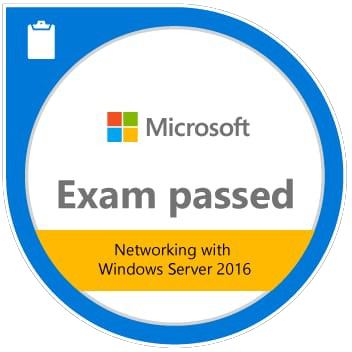 Microsoft
Exam passed
Networking with
Windows Server 2016